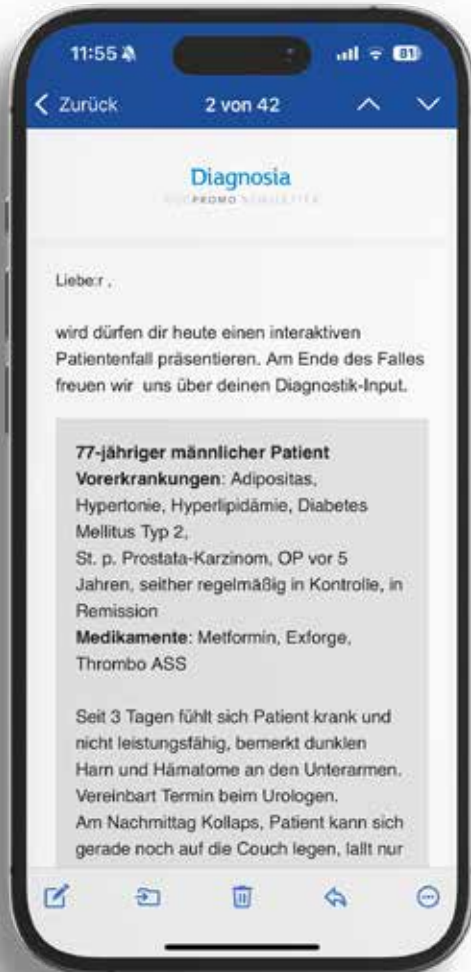 11:55
81
Zurück
2 von 42
Diagnosia
PROMO NEWSLETTER
Liebe:r ,
wird dürfen dir heute einen interaktiven
Patientenfall präsentieren. Am Ende des Falles
freuen wir uns über deinen Diagnostik-Input.
77-jähriger männlicher Patient
Vorerkrankungen: Adipositas,
Hypertonie, Hyperlipidämie, Diabetes
Mellitus Typ 2,
St. p. Prostata-Karzinom, OP vor 5
Jahren, seither regelmäßig in Kontrolle, in
Remission
Medikamente: Metformin, Exforge,
Thrombo ASS
Seit 3 Tagen fühlt sich Patient krank und
nicht leistungsfähig, bemerkt dunklen
Harn und Hämatome an den Unterarmen.
Vereinbart Termin beim Urologen.
Am Nachmittag Kollaps, Patient kann sich
gerade noch auf die Couch legen, lallt nur